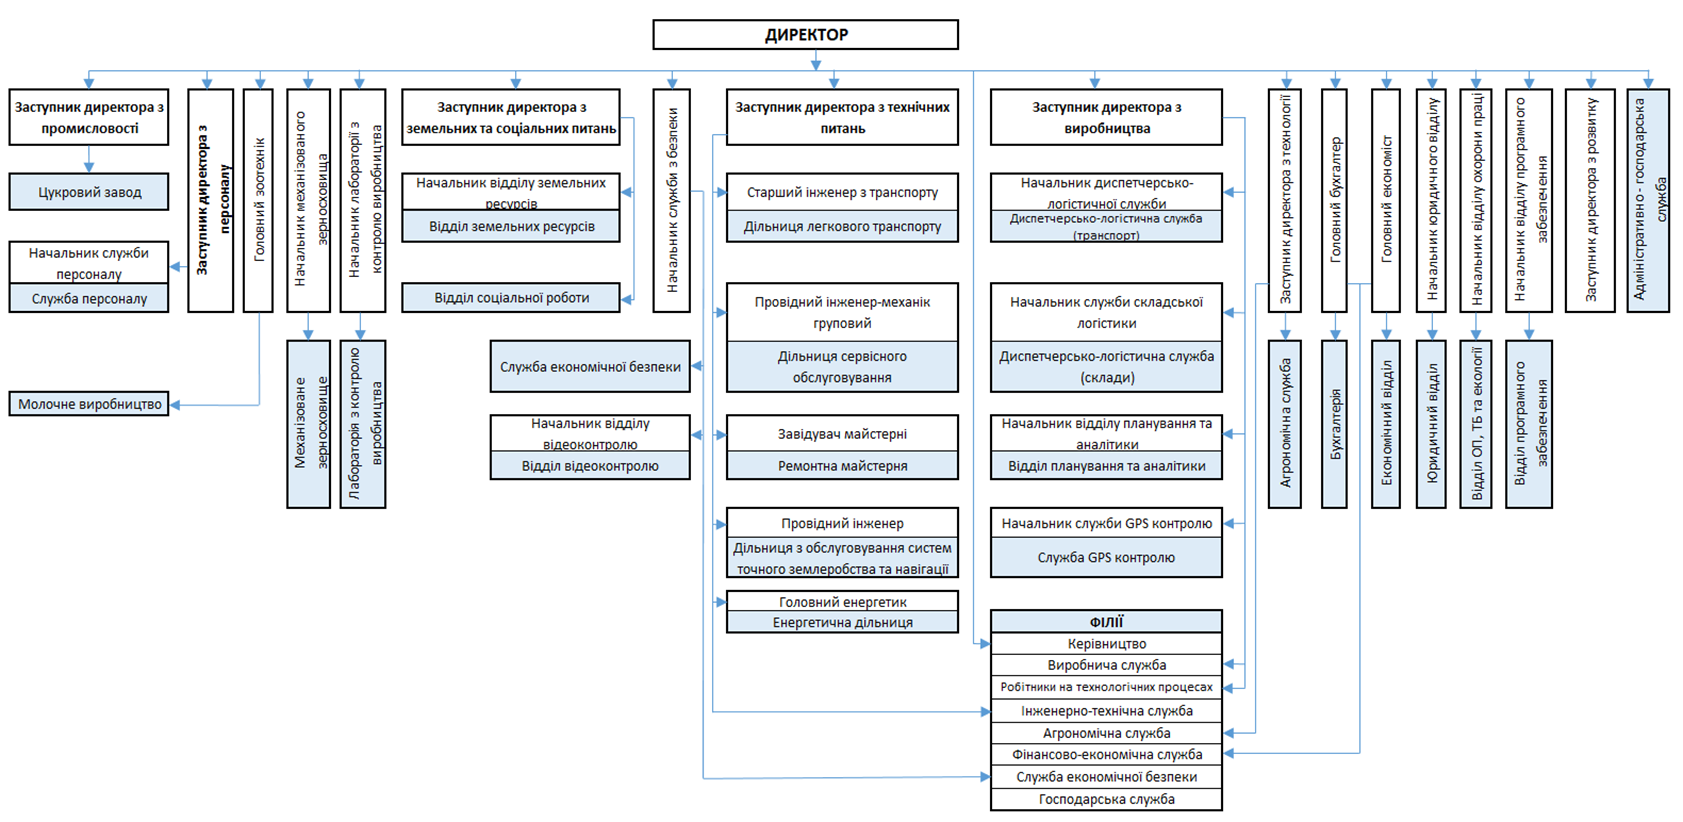 ДИРЕКТОР
Заступник директора з
промисловості
Цукровий завод
Начальник служби
персоналу
Служба персоналу
Молочне виробництво
Заступник директора з
персоналу
Головний зоотехнік
Начальник механізованого
зерносховища
Механізоване
зерносховище
Начальник лабораторії з
контролю виробництва
Лабораторія з контролю
виробництва
Заступник директора з
земельних та соціальних питань
Начальник відділу земельних
ресурсів
Відділ земельних ресурсів
Відділ соціальної роботи
Начальник служби з безпеки
Служба економічної безпеки
Начальник відділу
відеоконтролю
Відділ відеоконтролю
Заступник директора з технічних
питань
Старший інженер з транспорту
Дільниця легкового транспорту
Провідний інженер-механік
груповий
Дільниця сервісного
обслуговування
Завідувач майстерні
Ремонтна майстерня
Провідний інженер
Дільниця з обслуговування систем
точного землеробства та навігації
Головний енергетик
Енергетична дільниця
Заступник директора з
виробництва
Начальник диспетчерсько-
логістичної служби
Диспетчерсько-логістична служба
(транспорт)
Начальник служби складської
логістики
Диспетчерсько-логістична служба
(склади)
Начальник відділу планування та
аналітики
Відділ планування та аналітики
Начальник служби GPS контролю
Служба GPS контролю
ФІЛІЇ
Керівництво
Виробнича служба
Робітники на технологічних процесах
Інженерно-технічна служба
Агрономічна служба
Фінансово-економічна служба
Служба економічної безпеки
Господарська служба
Заступник директора з технології
Агрономічна служба
Головний бухгалтер
Бухгалтерія
Головний економіст
Економічний відділ
Начальник юридичного відділу
Юридичний відділ
Начальник відділу охорони праці
Відділ ОП, ТБ та екології
Начальник відділу програмного
забезпечення
Відділ програмного
забезпечення
Заступник директора з розвитку
Адміністративно - господарська
служба